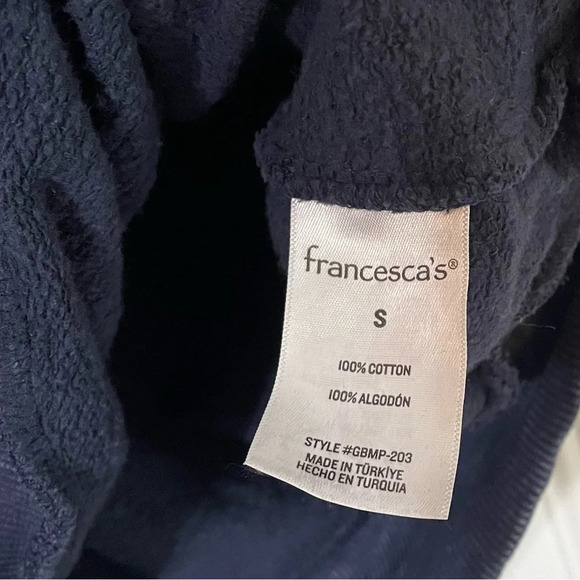 francesca's®
S
100% COTTON
100% ALGODÓN
STYLE #GBMP-203
MADE IN TÜRKİYE
HECHO EN TURQUIA